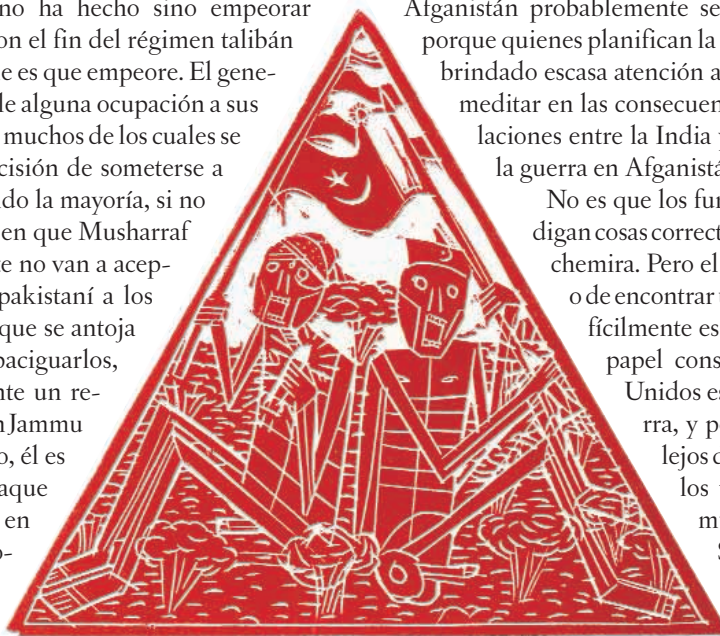 no ha hecho sino empeorar
on el fin del régimen talibán
e es que empeore. El gene-
le alguna ocupación a sus
muchos de los cuales se
cisión de someterse a
do la mayoría, si no
en que Musharraf
te no van a acep-
pakistaní a los
que se antoja
paciguarlos,
nte un re-
n Jammu
o, él es
aque
en
o-
Afganistán probablemente se
porque quienes planifican la
brindado escasa atención a
meditar en las consecuen
laciones entre la India
la guerra en Afganistá
No es que los fun
digan cosas correct
chemira. Pero el
o de encontrar
fícilmente es
papel cons
Unidos es
rra, y p
lejos
los
m